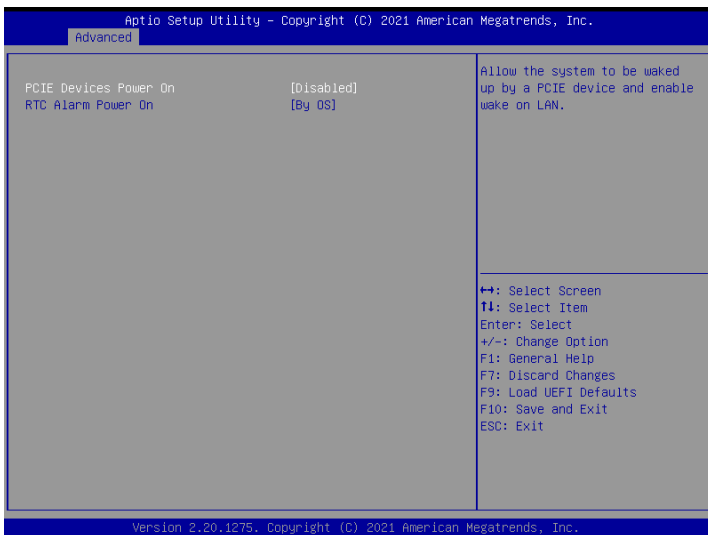 Aptio Setup Utility – Copyright (C) 2021 American Megatrends, Inc.
Advanced
PCIE Devices Power On [Disabled]
RTC Alarm Power On [By OS]
Allow the system to be waked
up by a PCIE device and enable
wake on LAN.
↔: Select Screen
↑↓: Select Item
Enter: Select
+/-: Change Option
F1: General Help
F7: Discard Changes
F9: Load UEFI Defaults
F10: Save and Exit
ESC: Exit
Version 2.20.1275. Copyright (C) 2021 American Megatrends, Inc.